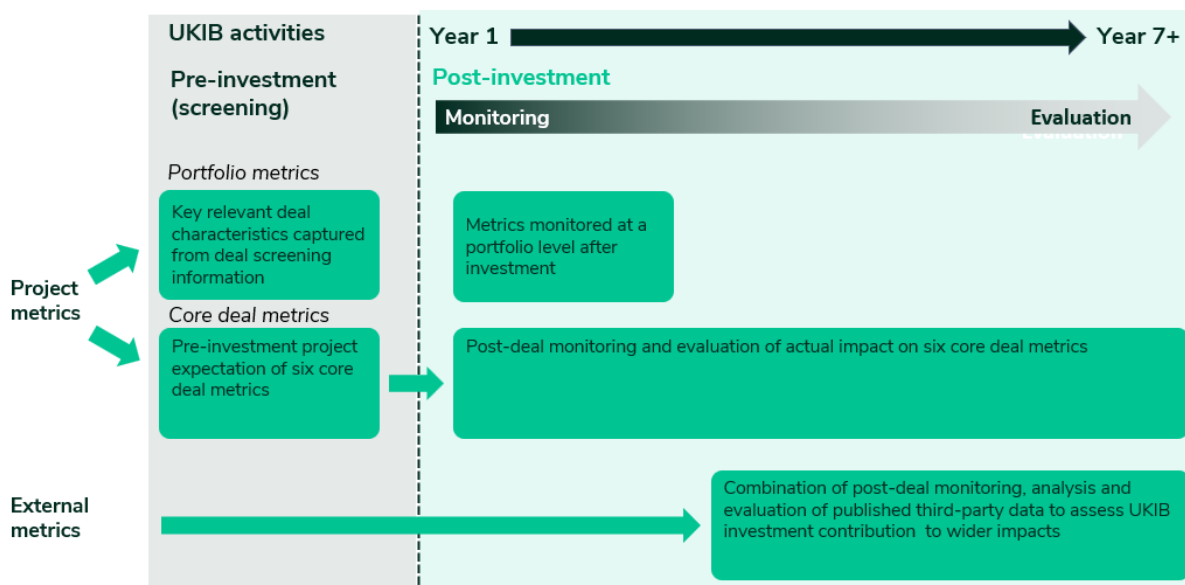 UKIB activities
Year 1
Year 7+
Pre-investment
(screening)
Post-investment
Monitoring
Evaluation
Evaluation
Portfolio metrics
Key relevant deal
characteristics captured
from deal screening
information
Metrics monitored at a
portfolio level after
investment
Project
metrics
Core deal metrics
Pre-investment project
expectation of six core
deal metrics
Post-deal monitoring and evaluation of actual impact on six core deal metrics
External
metrics
Combination of post-deal monitoring, analysis and
evaluation of published third-party data to assess UKIB
investment contribution to wider impacts